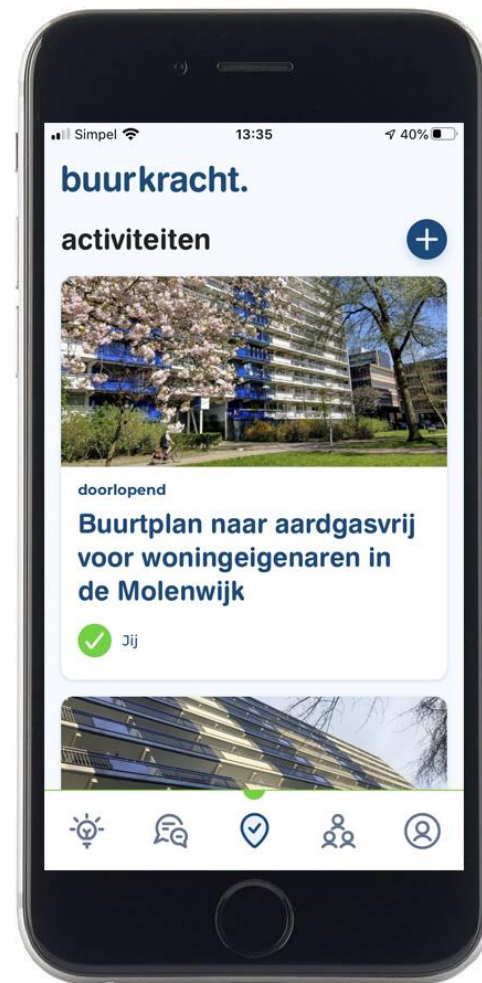 Simpel 13:35 40%
buurkracht.
activiteiten
doorlopend
Buurtplan naar aardgasvrij
voor woningeigenaren in
de Molenwijk
Jij